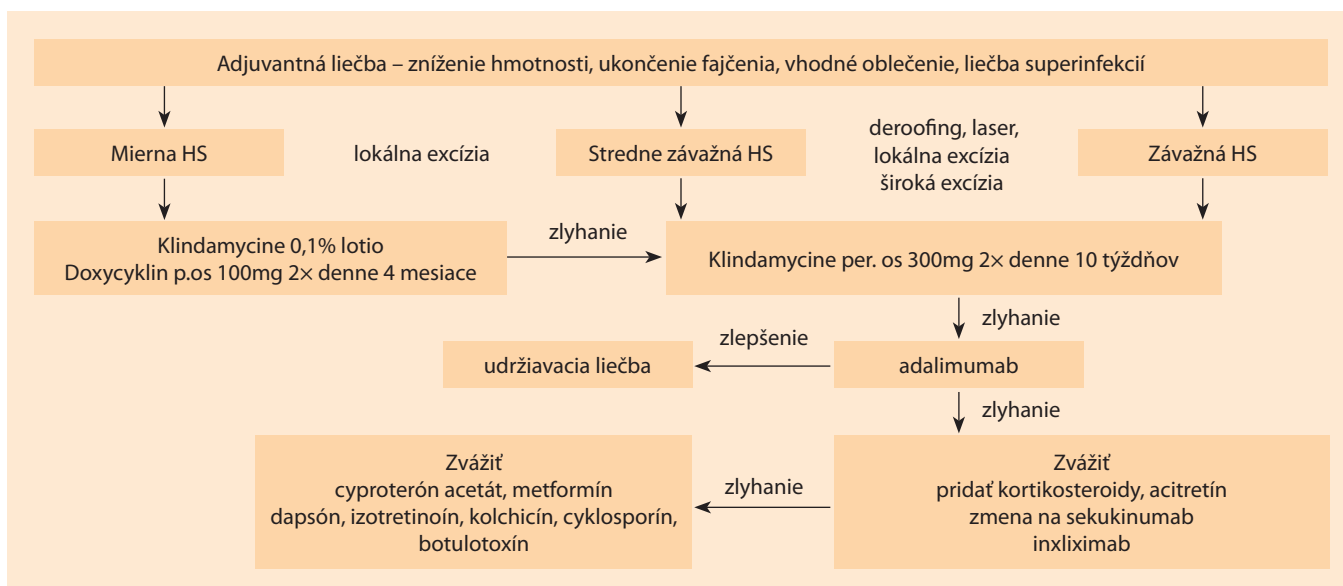 Adjuvantná liečba – zníženie hmotnosti, ukončenie fajčenia, vhodné oblečenie, liečba superinfekcií
Mierna HS
lokálna excízia
Stredne závažná HS
deroofing, laser,
lokálna excízia
široká excízia
Závažná HS
Klindamycine 0,1% lotio
Doxycyklin p.os 100mg 2× denne 4 mesiace
zlyhanie
Klindamycine per. os 300mg 2× denne 10 týždňov
zlyhanie
udržiavacia liečba
zlepšenie
adalimumab
zlyhanie
Zvážiť
cyproterón acetát, metformín
dapsón, izotretinoín, kolchicín, cyklosporín,
botulotoxín
zlyhanie
Zvážiť
pridať kortikosteroidy, acitretín
zmena na sekukinumab
inxliximab